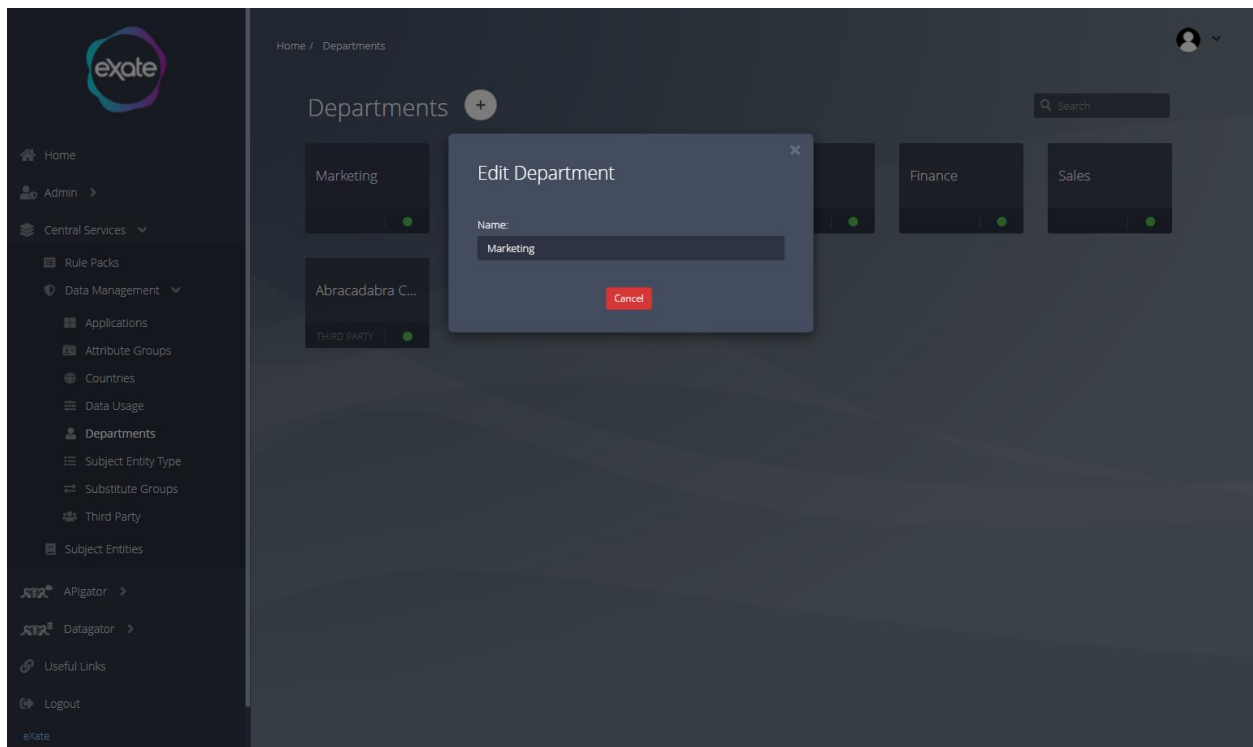 eXate
Home / Departments
Departments +
Search
Home
Admin
Central Services
Rule Packs
Data Management
Applications
Attribute Groups
Countries
Data Usage
Departments
Subject Entity Type
Substitute Groups
Third Party
Subject Entities
APIgator
Datagator
Useful Links
Logout
eXate
Marketing
Finance
Sales
Abracadabra C...
THIRD PARTY
Edit Department
Name:
Marketing
Cancel